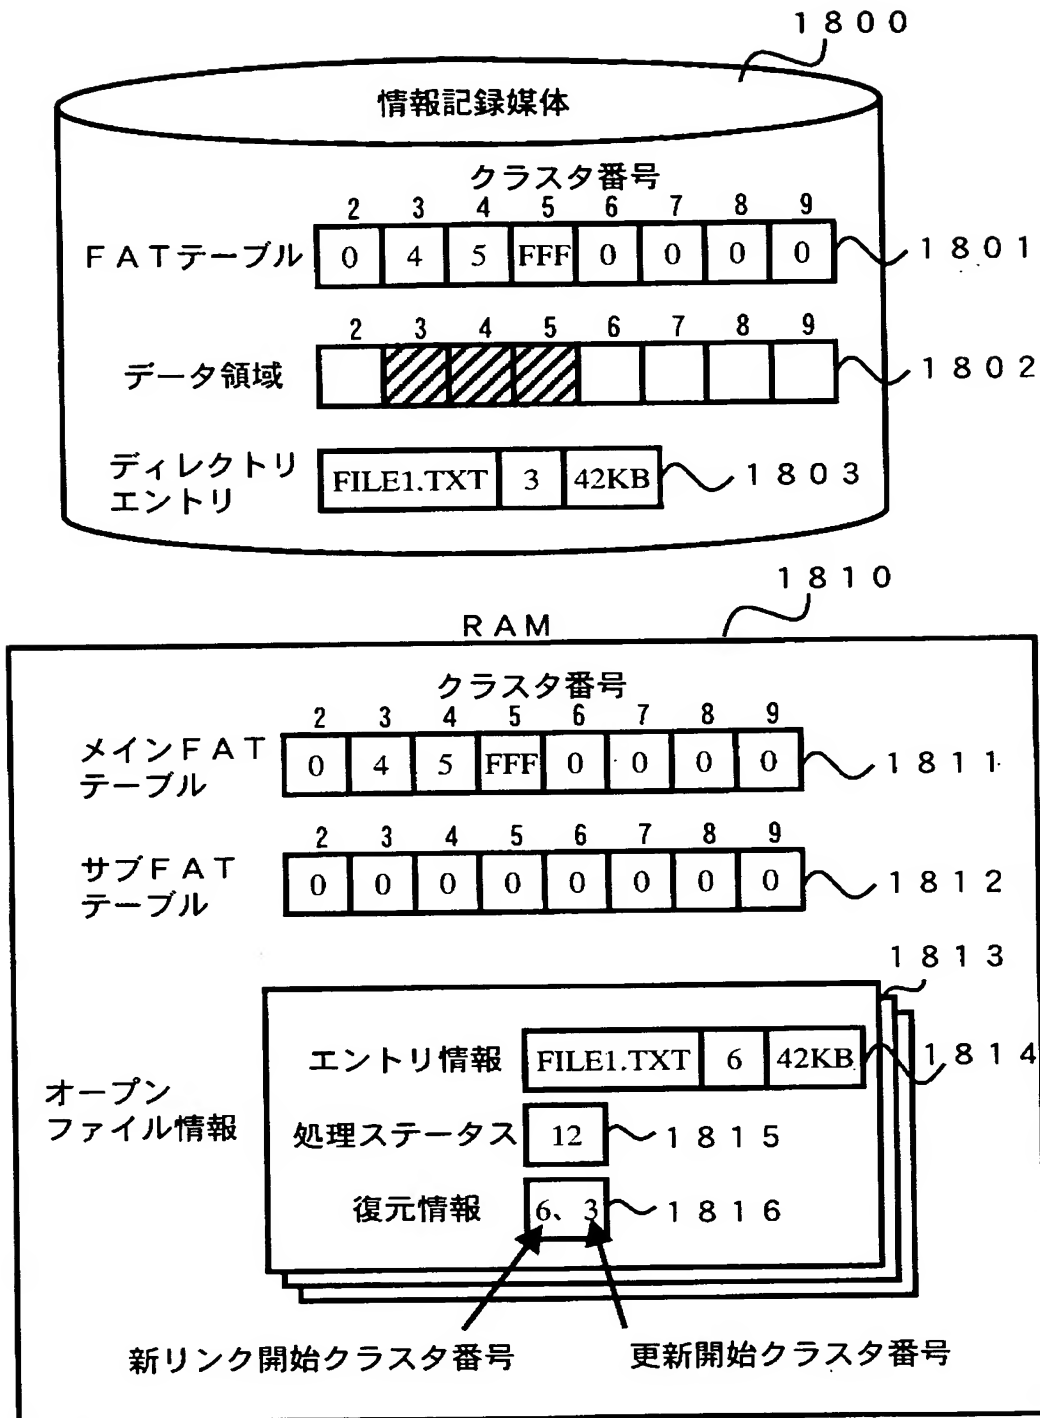 １８００
情報記録媒体
クラスタ番号
2 3 4 5 6 7 8 9
ＦＡＴテーブル 0 4 5 FFF 0 0 0 0 １８０１
2 3 4 5 6 7 8 9
データ領域 １８０２
ディレクトリ
エントリ
FILE1.TXT 3 42KB １８０３
１８１０
ＲＡＭ
クラスタ番号
2 3 4 5 6 7 8 9
メインＦＡＴ
テーブル
0 4 5 FFF 0 0 0 0 １８１１
2 3 4 5 6 7 8 9
サブＦＡＴ
テーブル
0 0 0 0 0 0 0 0 １８１２
１８１３
オープン
ファイル情報
エントリ情報 FILE1.TXT 6 42KB １８１４
処理ステータス 12 １８１５
復元情報 6、3 １８１６
新リンク開始クラスタ番号 更新開始クラスタ番号